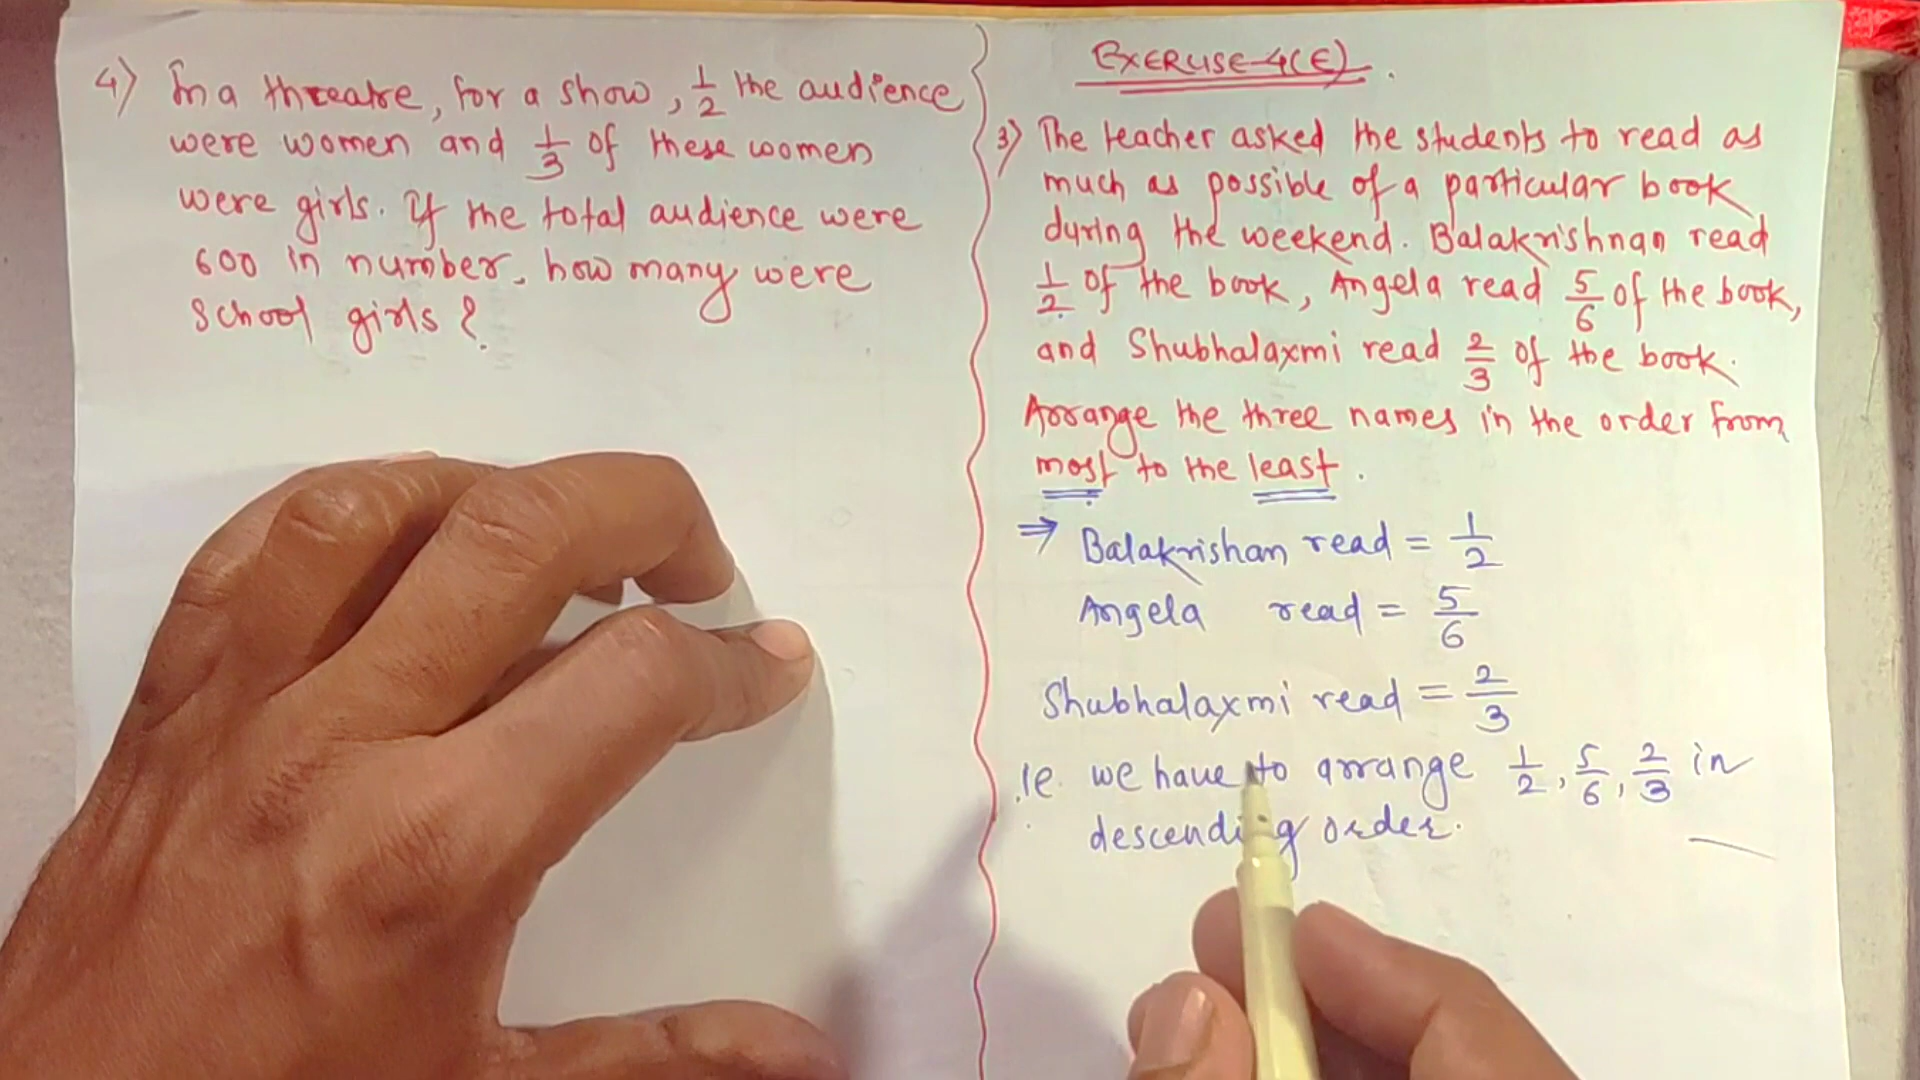 4) In a threatre, for a show, 1/2 the audience
were women and 1/3 of these women
were girls. If the total audience were
600 in number, how many were
school girls?
EXERCISE-4(E).
3) The teacher asked the students to read as
much as possible of a particular book
during the weekend. Balakrishnan read
1/2 of the book, Angela read 5/6 of the book,
and Shubhalaxmi read 2/3 of the book.
Arrange the three names in the order from
most to the least.
⇒ Balakrishan read = 1/2
Angela read = 5/6
Shubhalaxmi read = 2/3
ie. we have to arrange 1/2, 5/6, 2/3 in
descending order.